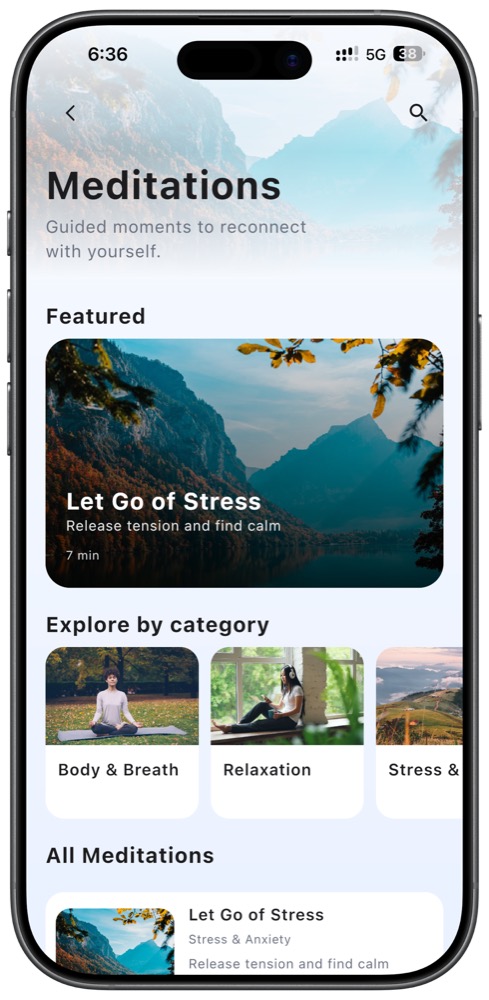 6:36
5G
38
Meditations
Guided moments to reconnect
with yourself.
Featured
Let Go of Stress
Release tension and find calm
7 min
Explore by category
Body & Breath
Relaxation
Stress &
All Meditations
Let Go of Stress
Stress & Anxiety
Release tension and find calm